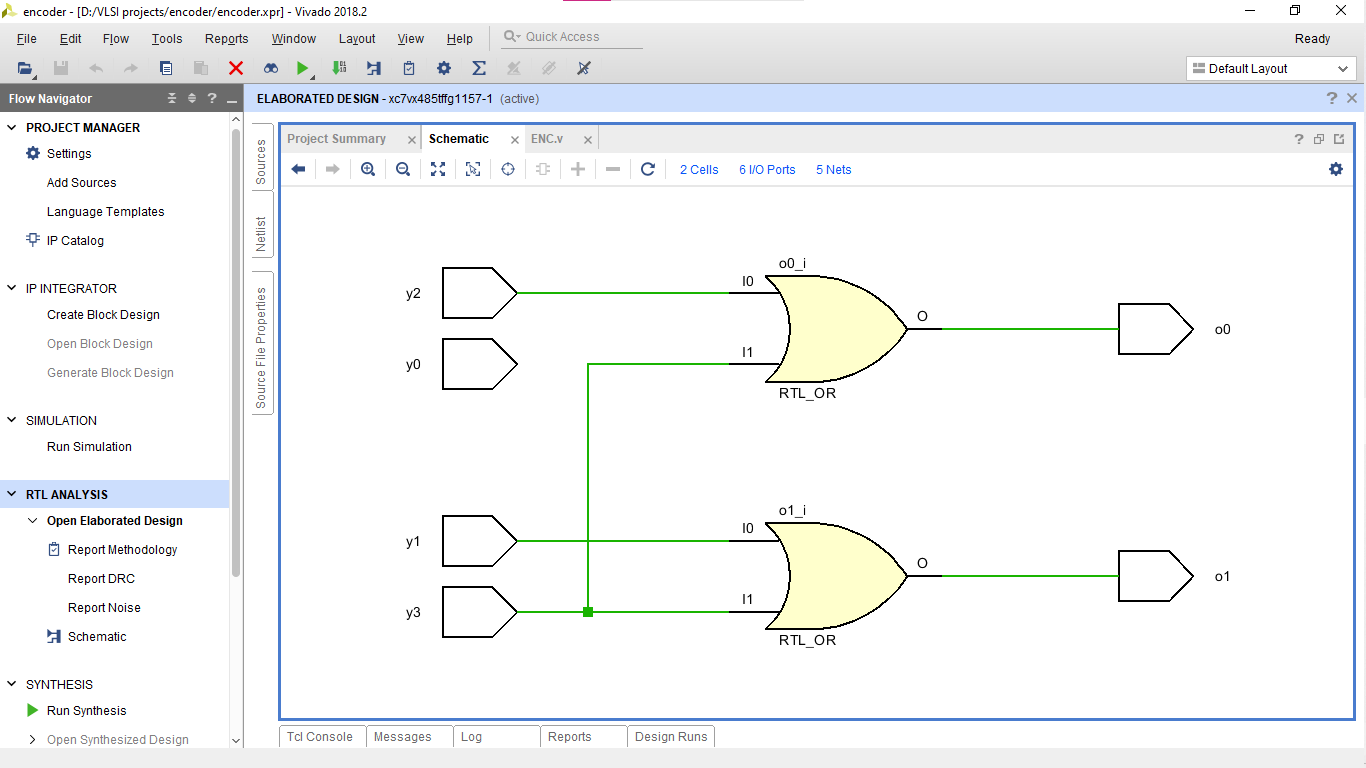 encoder - [D:/VLSI projects/encoder/encoder.xpr] - Vivado 2018.2
File Edit Flow Tools Reports Window Layout View Help Quick Access Ready
Default Layout
Flow Navigator
ELABORATED DESIGN - xc7vx485tffg1157-1 (active)
PROJECT MANAGER
Settings
Add Sources
Language Templates
IP Catalog
IP INTEGRATOR
Create Block Design
Open Block Design
Generate Block Design
SIMULATION
Run Simulation
RTL ANALYSIS
Open Elaborated Design
Report Methodology
Report DRC
Report Noise
Schematic
SYNTHESIS
Run Synthesis
Open Synthesized Design
Sources
Netlist
Source File Properties
Project Summary Schematic ENC.v
2 Cells 6 I/O Ports 5 Nets
o0_i
y2 I0
O
o0
y0 I1
RTL_OR
o1_i
y1 I0
O
o1
y3 I1
RTL_OR
Tcl Console Messages Log Reports Design Runs